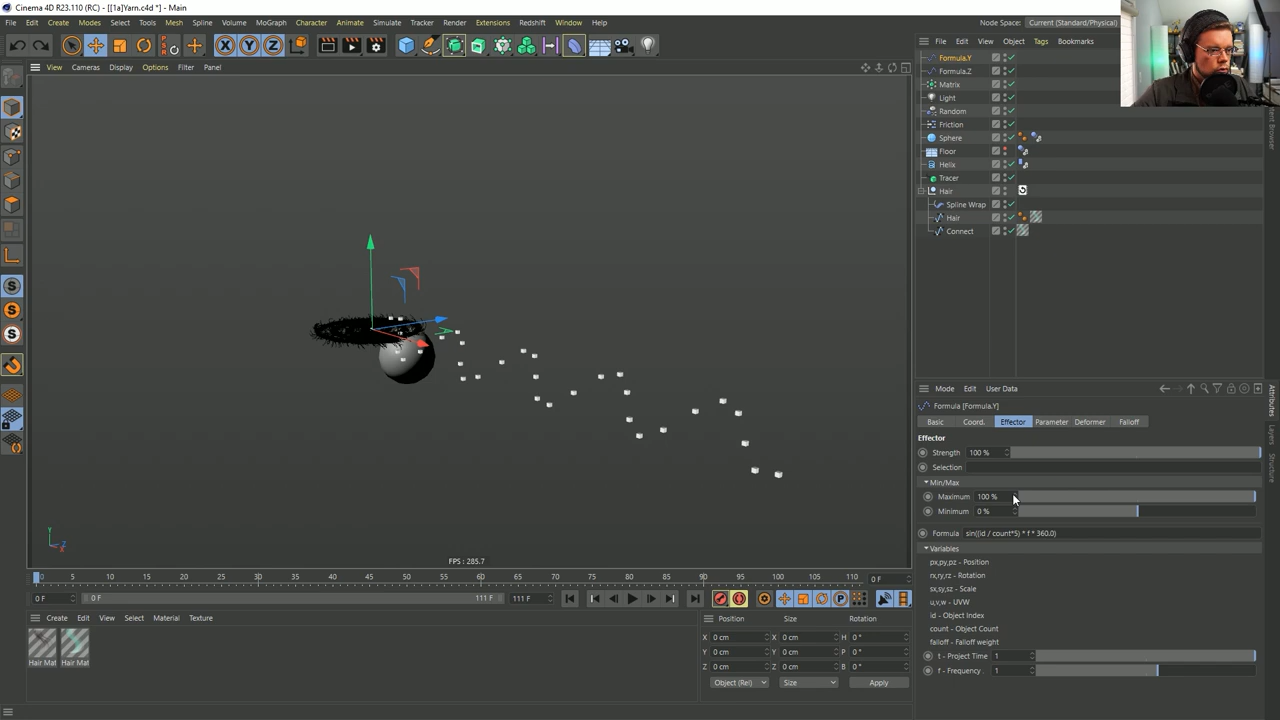 Cinema 4D R23.110 (RC) - [[1a]Yarn.c4d *] - Main
File Edit Create Modes Select Tools Mesh Spline Volume MoGraph Character Animate Simulate Tracker Render Extensions Redshift Window Help
Node Space: Current (Standard/Physical)
X Y Z
View Cameras Display Options Filter Panel
File Edit View Object Tags Bookmarks
Formula.Y
Formula.Z
Matrix
Light
Random
Friction
Sphere
Floor
Helix
Tracer
Hair
Spline Wrap
Hair
Connect
Mode Edit User Data
Formula [Formula.Y]
Basic Coord. Effector Parameter Deformer Falloff
Effector
Strength 100 %
Selection
Min/Max
Maximum 100 %
Minimum 0 %
Formula sin((id / count*5) * f * 360.0)
Variables
px,py,pz - Position
rx,ry,rz - Rotation
sx,sy,sz - Scale
u,v,w - UVW
id - Object Index
count - Object Count
falloff - Falloff weight
t - Project Time 1
f - Frequency. 1
Attributes
Layers
Structure
FPS : 285.7
0 5 10 15 20 25 30 35 40 45 50 55 60 65 70 75 80 85 90 95 100 105 110 0 F
0 F 0 F 111 F 111 F
Create Edit View Select Material Texture
Hair Mat Hair Mat
Position Size Rotation
X 0 cm X 0 cm H 0 °
Y 0 cm Y 0 cm P 0 °
Z 0 cm Z 0 cm B 0 °
Object (Rel) Size Apply